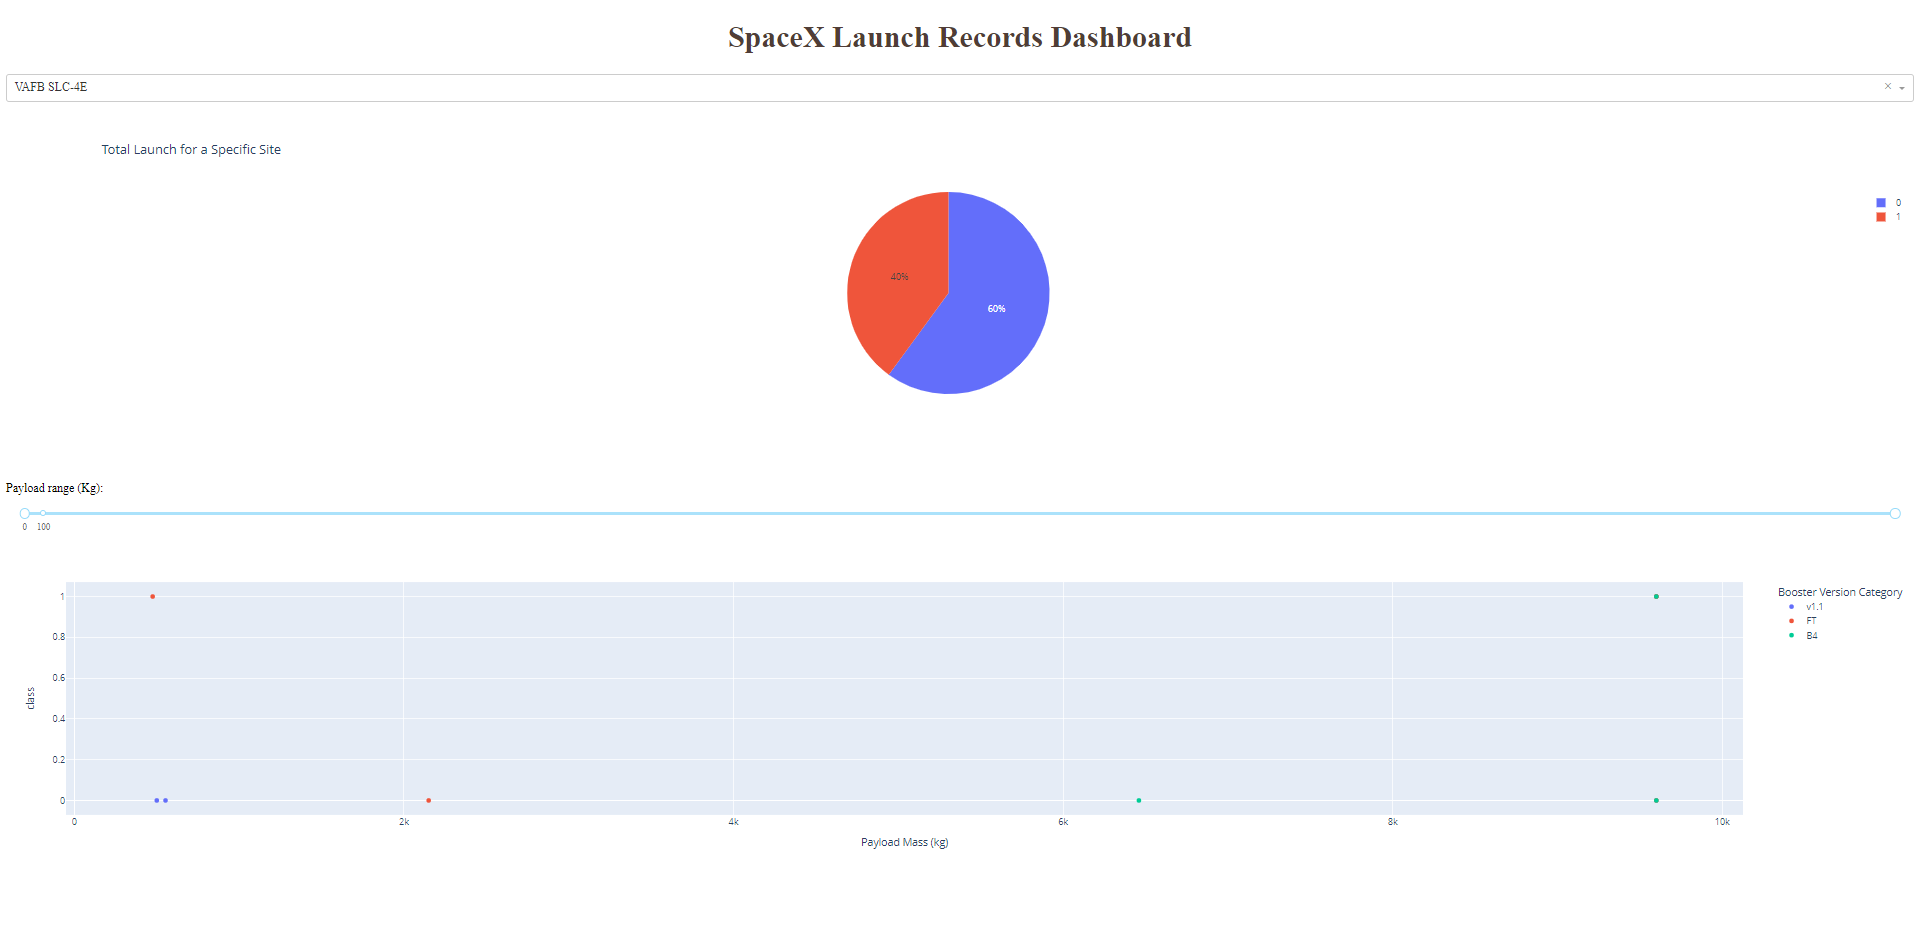 SpaceX Launch Records Dashboard
VAFB SLC-4E
×
Total Launch for a Specific Site
0
1
40%
60%
Payload range (Kg):
0 100
Booster Version Category
v1.1
FT
B4
class
1
0.8
0.6
0.4
0.2
0
0 2k 4k 6k 8k 10k
Payload Mass (kg)